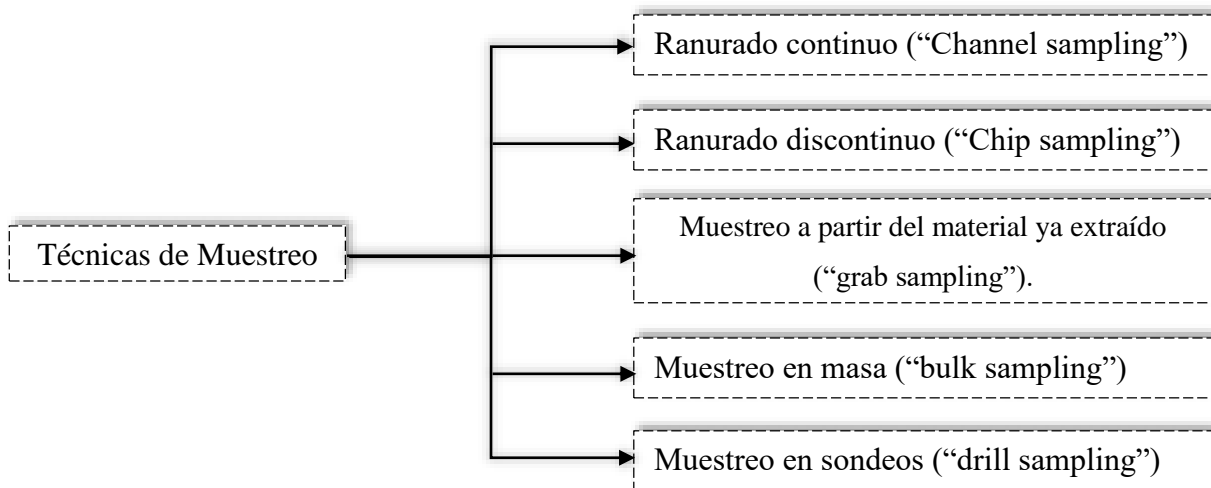 Ranurado continuo (“Channel sampling”)
Ranurado discontinuo (“Chip sampling”)
Muestreo a partir del material ya extraído
(“grab sampling”).
Técnicas de Muestreo
Muestreo en masa (“bulk sampling”)
Muestreo en sondeos (“drill sampling”)